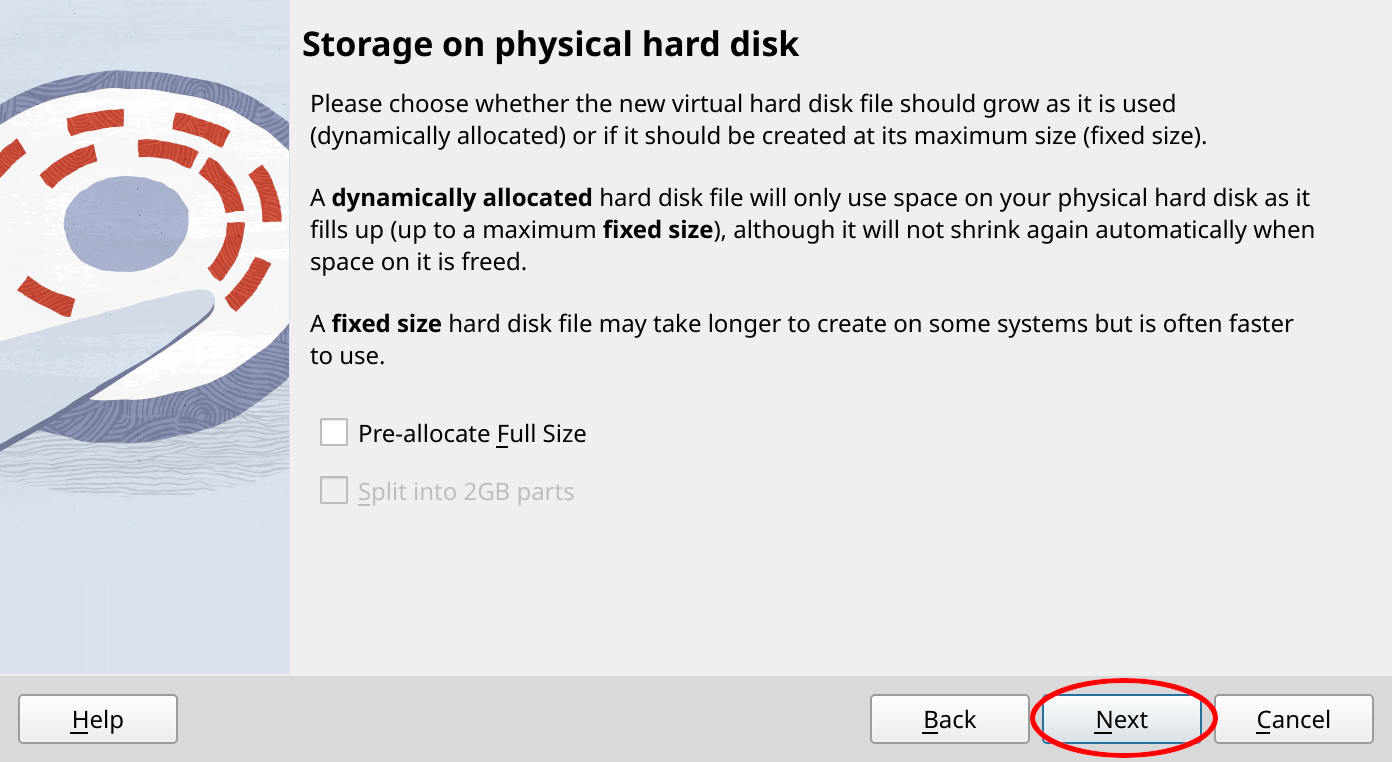 Storage on physical hard disk
Please choose whether the new virtual hard disk file should grow as it is used
(dynamically allocated) or if it should be created at its maximum size (fixed size).
A dynamically allocated hard disk file will only use space on your physical hard disk as it
fills up (up to a maximum fixed size), although it will not shrink again automatically when
space on it is freed.
A fixed size hard disk file may take longer to create on some systems but is often faster
to use.
Pre-allocate Full Size
Split into 2GB parts
Help
Back
Next
Cancel